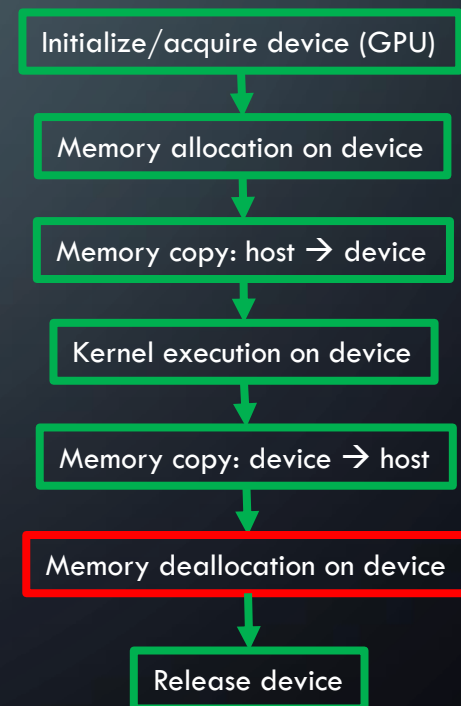 Initialize/acquire device (GPU)
Memory allocation on device
Memory copy: host → device
Kernel execution on device
Memory copy: device → host
Memory deallocation on device
Release device